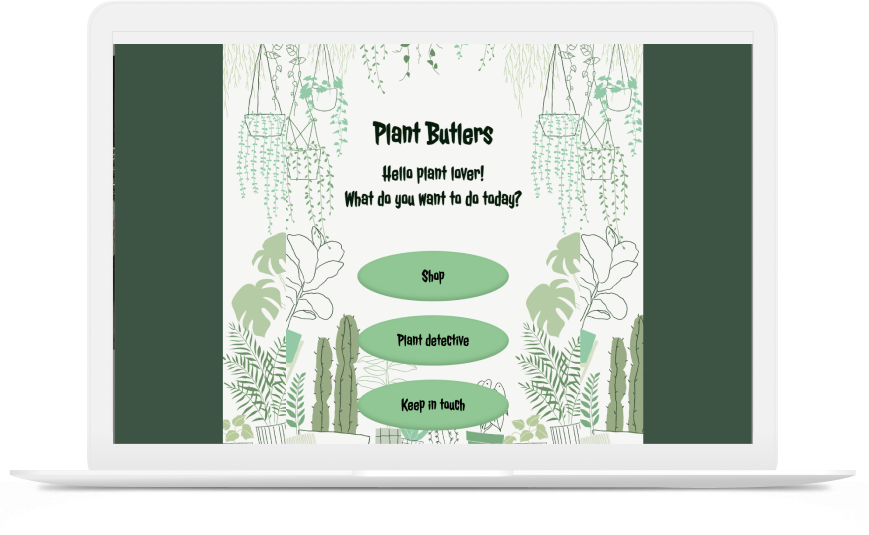 Plant Butlers
Hello plant lover!
What do you want to do today?
Shop
Plant detective
Keep in touch